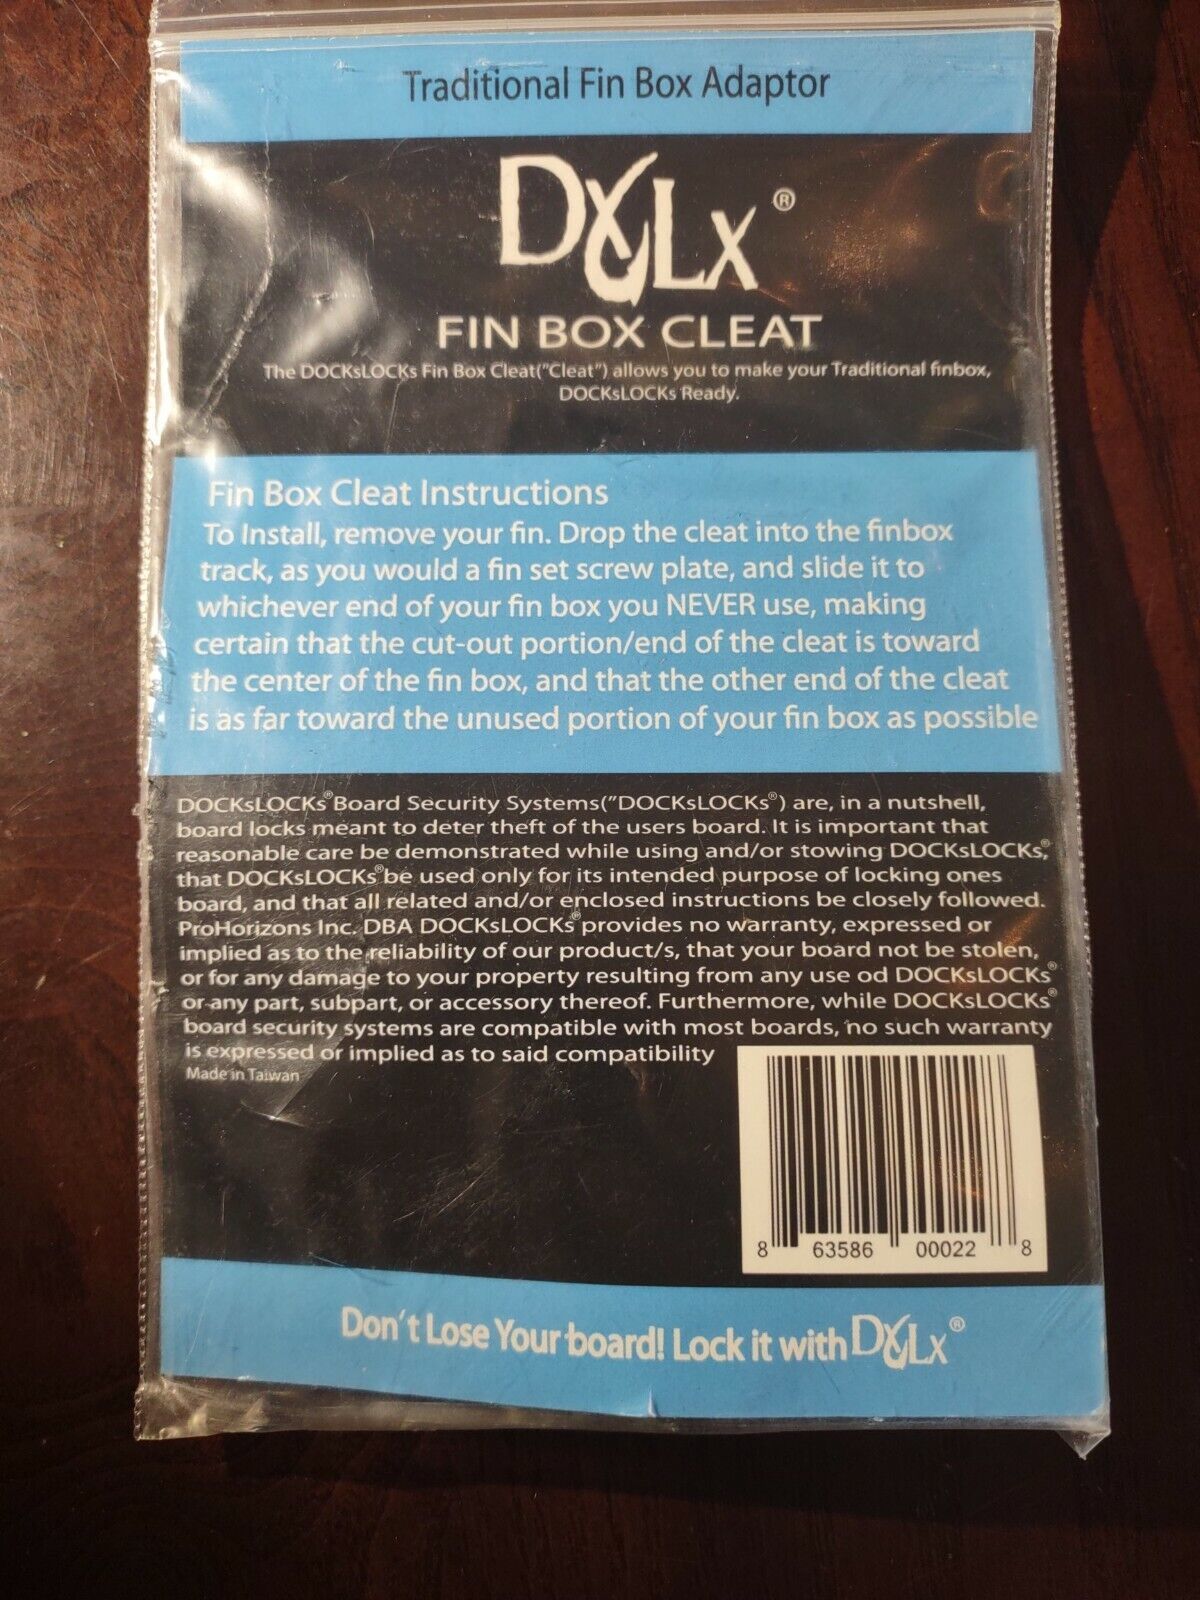 Traditional Fin Box Adaptor
DLx ®
FIN BOX CLEAT
The DOCKsLOCKs Fin Box Cleat("Cleat") allows you to make your Traditional finbox,
DOCKsLOCKs Ready.
Fin Box Cleat Instructions
To Install, remove your fin. Drop the cleat into the finbox
track, as you would a fin set screw plate, and slide it to
whichever end of your fin box you NEVER use, making
certain that the cut-out portion/end of the cleat is toward
the center of the fin box, and that the other end of the cleat
is as far toward the unused portion of your fin box as possible
DOCKsLOCKs® Board Security Systems("DOCKsLOCKs®) are, in a nutshell,
board locks meant to deter theft of the users board. It is important that
reasonable care be demonstrated while using and/or stowing DOCKsLOCKs®,
that DOCKsLOCKs® be used only for its intended purpose of locking ones
board, and that all related and/or enclosed instructions be closely followed.
ProHorizons Inc. DBA DOCKsLOCKs® provides no warranty, expressed or
implied as to the reliability of our product/s, that your board not be stolen,
or for any damage to your property resulting from any use od DOCKsLOCKs®
or any part, subpart, or accessory thereof. Furthermore, while DOCKsLOCKs®
board security systems are compatible with most boards, no such warranty
is expressed or implied as to said compatibility
Made in Taiwan
8 63586 00022 8
Don't Lose Your board! Lock it with DLx®